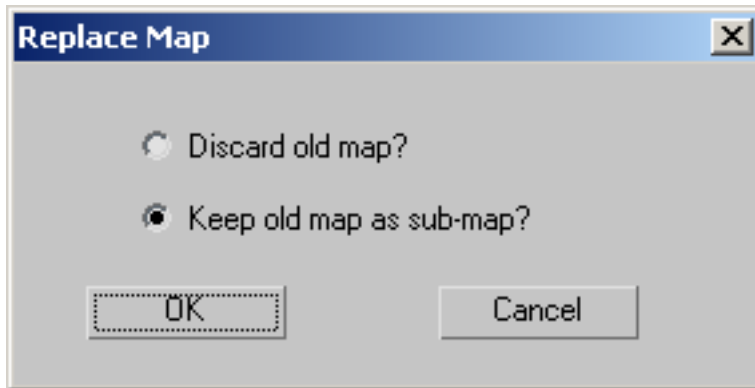 Replace Map
Discard old map?
Keep old map as sub-map?
OK
Cancel